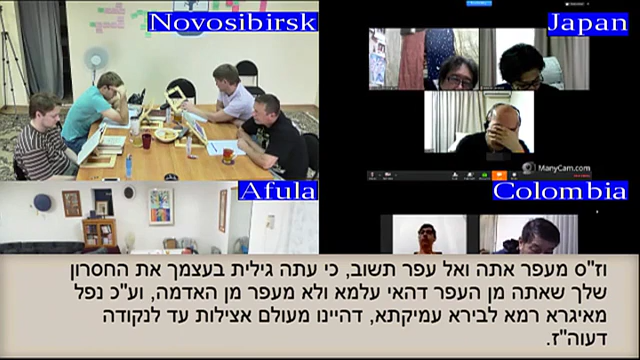 Novosibirsk
Japan
ManyCam.com
Afula
Colombia
וז"ס מעפר אתה ואל עפר תשוב, כי עתה גילית בעצמך את החסרון
שלך שאתה מן העפר דהאי עלמא ולא מעפר מן האדמה, וע"כ נפל
מאיגרא רמא לבירא עמיקתא, דהיינו מעולם אצילות עד לנקודה
דעוה"ז.